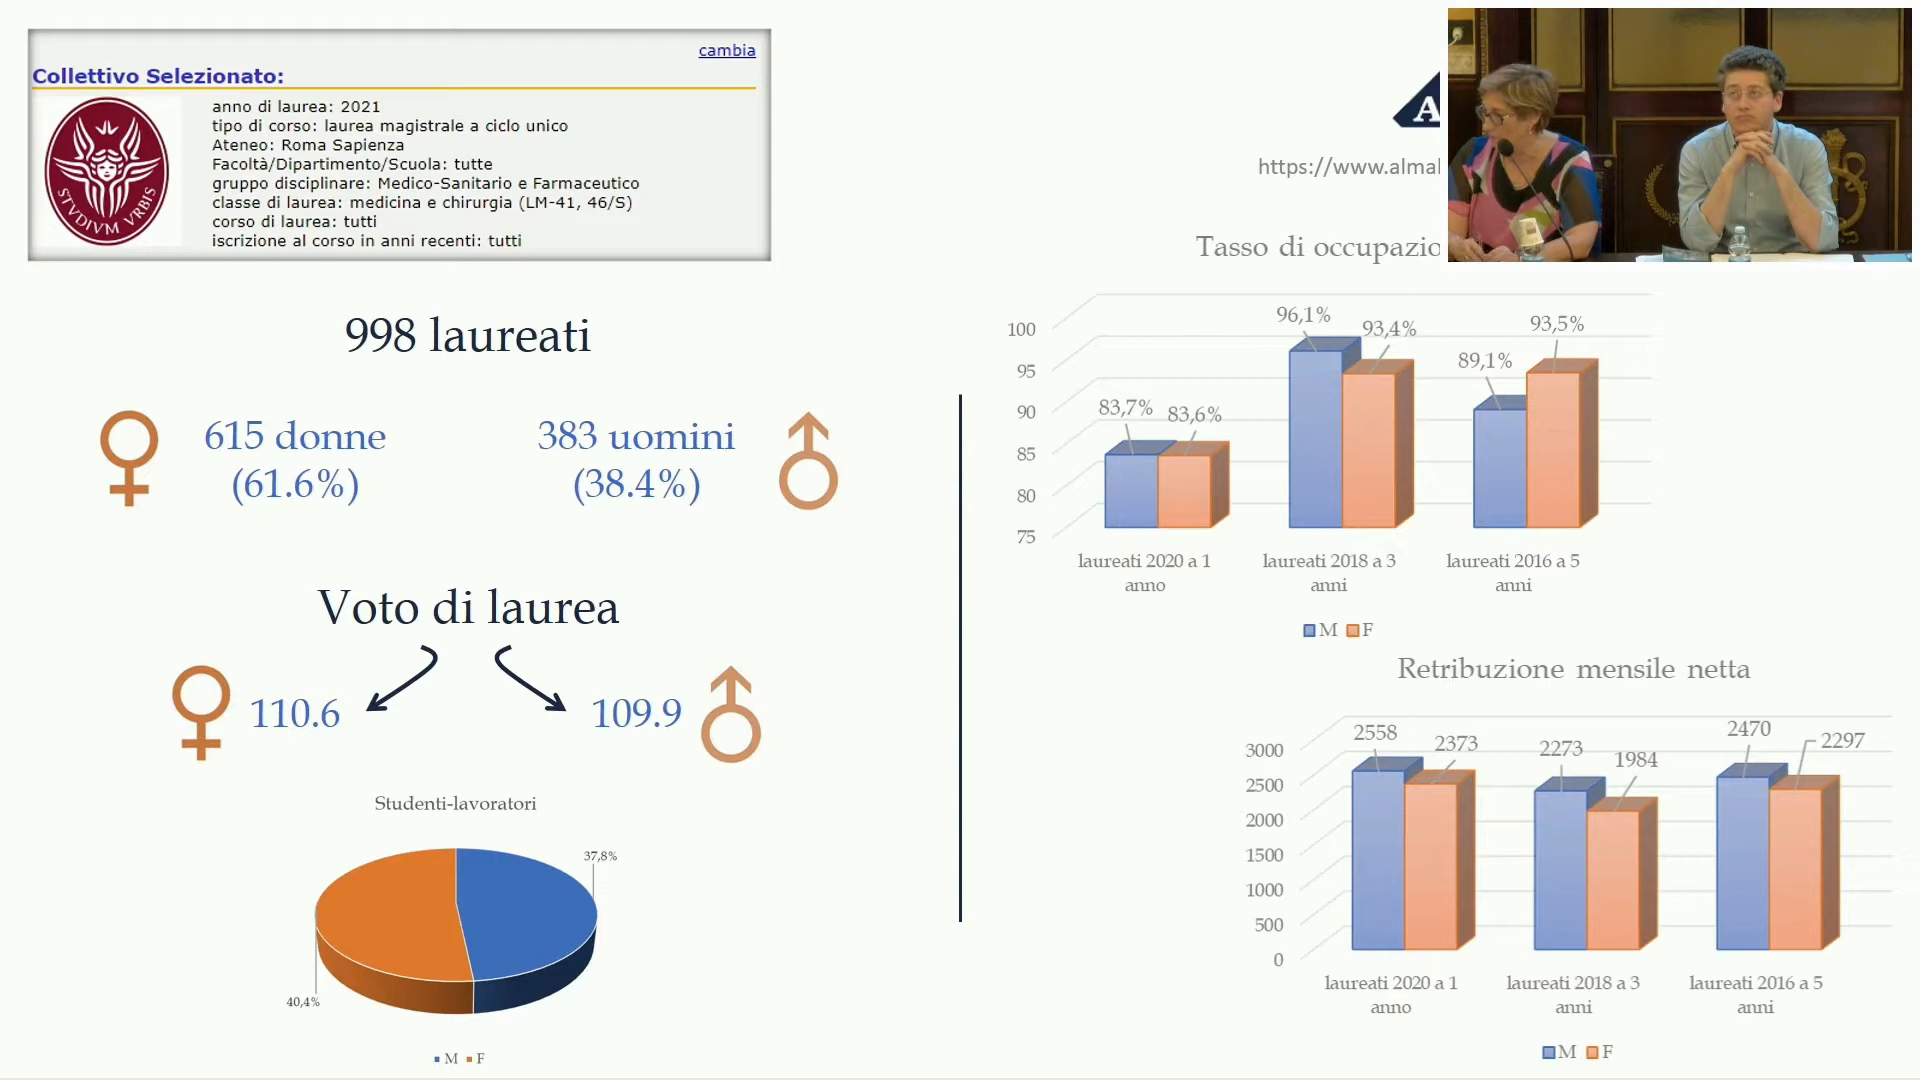 cambia
Collettivo Selezionato:
anno di laurea: 2021
tipo di corso: laurea magistrale a ciclo unico
Ateneo: Roma Sapienza
Facoltà/Dipartimento/Scuola: tutte
gruppo disciplinare: Medico-Sanitario e Farmaceutico
classe di laurea: medicina e chirurgia (LM-41, 46/S)
corso di laurea: tutti
iscrizione al corso in anni recenti: tutti
STVDIVM VRBIS
998 laureati
615 donne
(61.6%)
383 uomini
(38.4%)
Voto di laurea
110.6
109.9
Studenti-lavoratori
37,8%
40,4%
M F
A
https://www.almal
Tasso di occupazio
100
95
90
85
80
75
83,7% 83,6%
96,1% 93,4%
89,1% 93,5%
laureati 2020 a 1
anno
laureati 2018 a 3
anni
laureati 2016 a 5
anni
M F
Retribuzione mensile netta
3000
2500
2000
1500
1000
500
0
2558 2373
2273 1984
2470 2297
laureati 2020 a 1
anno
laureati 2018 a 3
anni
laureati 2016 a 5
anni
M F